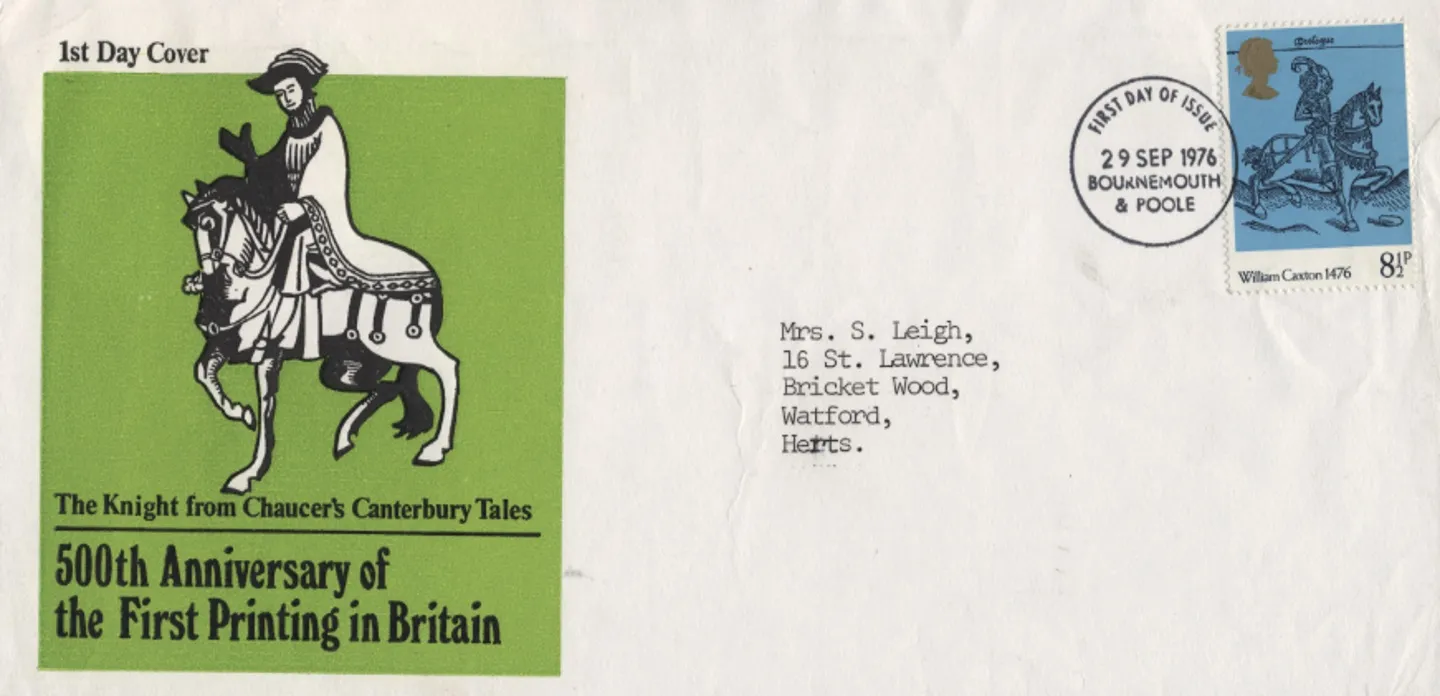 1st Day Cover
The Knight from Chaucer's Canterbury Tales
500th Anniversary of
the First Printing in Britain
FIRST DAY OF ISSUE
29 SEP 1976
BOURNEMOUTH
& POOLE
Prologue
William Caxton 1476 8½P
Mrs. S. Leigh,
16 St. Lawrence,
Bricket Wood,
Watford,
Herts.